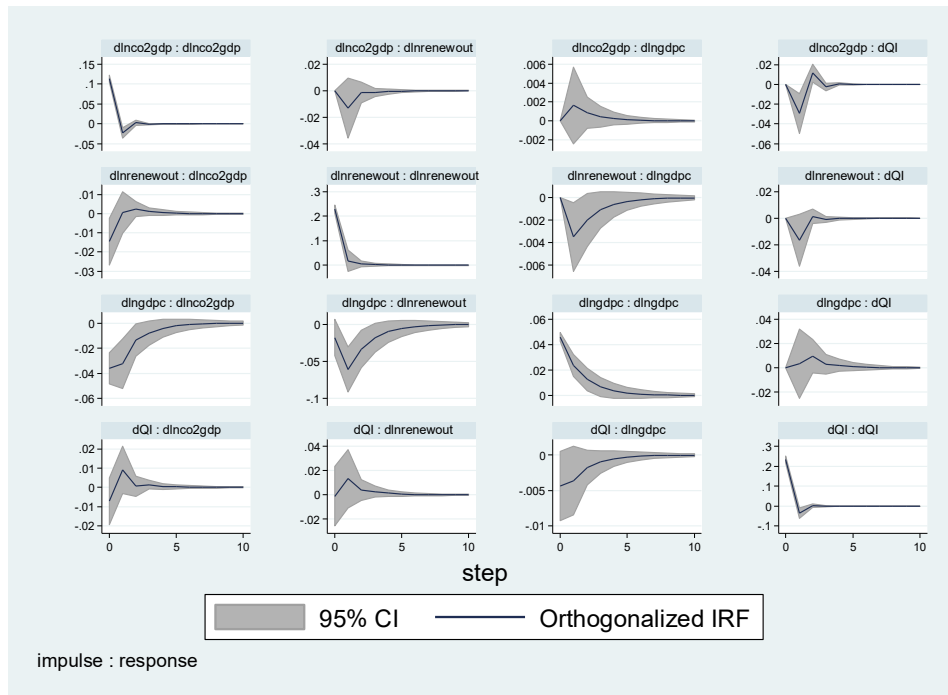 dlnco2gdp : dlnco2gdp
dlnco2gdp : dlnrenewout
dlnco2gdp : dlngdpc
dlnco2gdp : dQI
.15
.1
.05
0
-.05
.02
0
-.02
-.04
.006
.004
.002
0
-.002
.02
0
-.02
-.04
-.06
dlnrenewout : dlnco2gdp
dlnrenewout : dlnrenewout
dlnrenewout : dlngdpc
dlnrenewout : dQI
.01
0
-.01
-.02
-.03
.3
.2
.1
0
0
-.002
-.004
-.006
.02
0
-.02
-.04
dlngdpc : dlnco2gdp
dlngdpc : dlnrenewout
dlngdpc : dlngdpc
dlngdpc : dQI
0
-.02
-.04
-.06
0
-.05
-.1
.06
.04
.02
0
.04
.02
0
-.02
dQI : dlnco2gdp
dQI : dlnrenewout
dQI : dlngdpc
dQI : dQI
.02
.01
0
-.01
-.02
.04
.02
0
-.02
0
-.005
-.01
.3
.2
.1
0
-.1
0 5 10
0 5 10
0 5 10
0 5 10
step
95% CI
Orthogonalized IRF
impulse : response